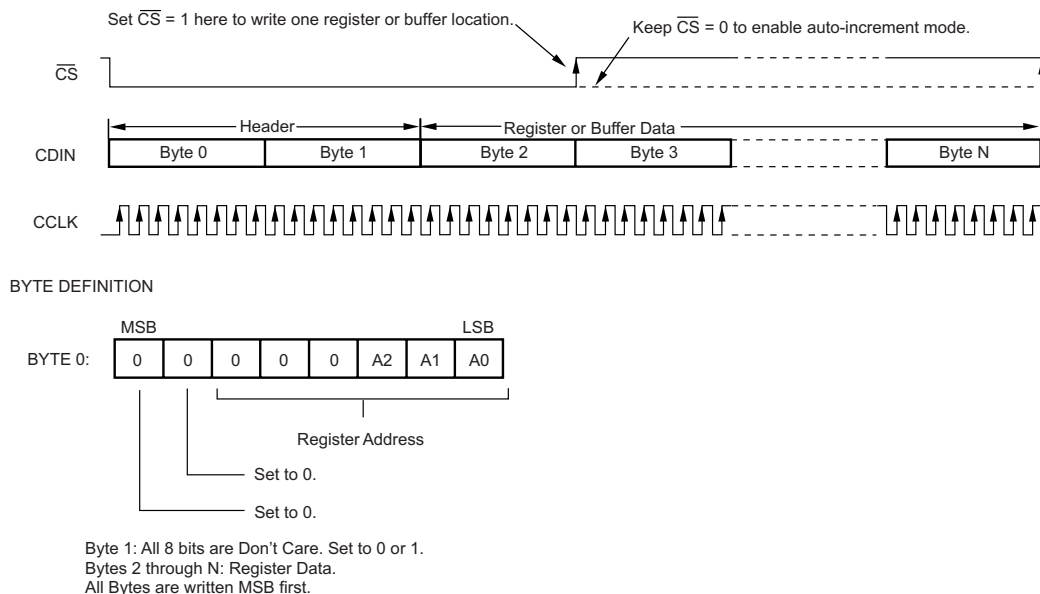 Set CS = 1 here to write one register or buffer location.
Keep CS = 0 to enable auto-increment mode.
CS
Header
Register or Buffer Data
CDIN
Byte 0
Byte 1
Byte 2
Byte 3
Byte N
CCLK
BYTE DEFINITION
MSB
LSB
BYTE 0:
0 0 0 0 0 A2 A1 A0
Register Address
Set to 0.
Set to 0.
Byte 1: All 8 bits are Don't Care. Set to 0 or 1.
Bytes 2 through N: Register Data.
All Bytes are written MSB first.